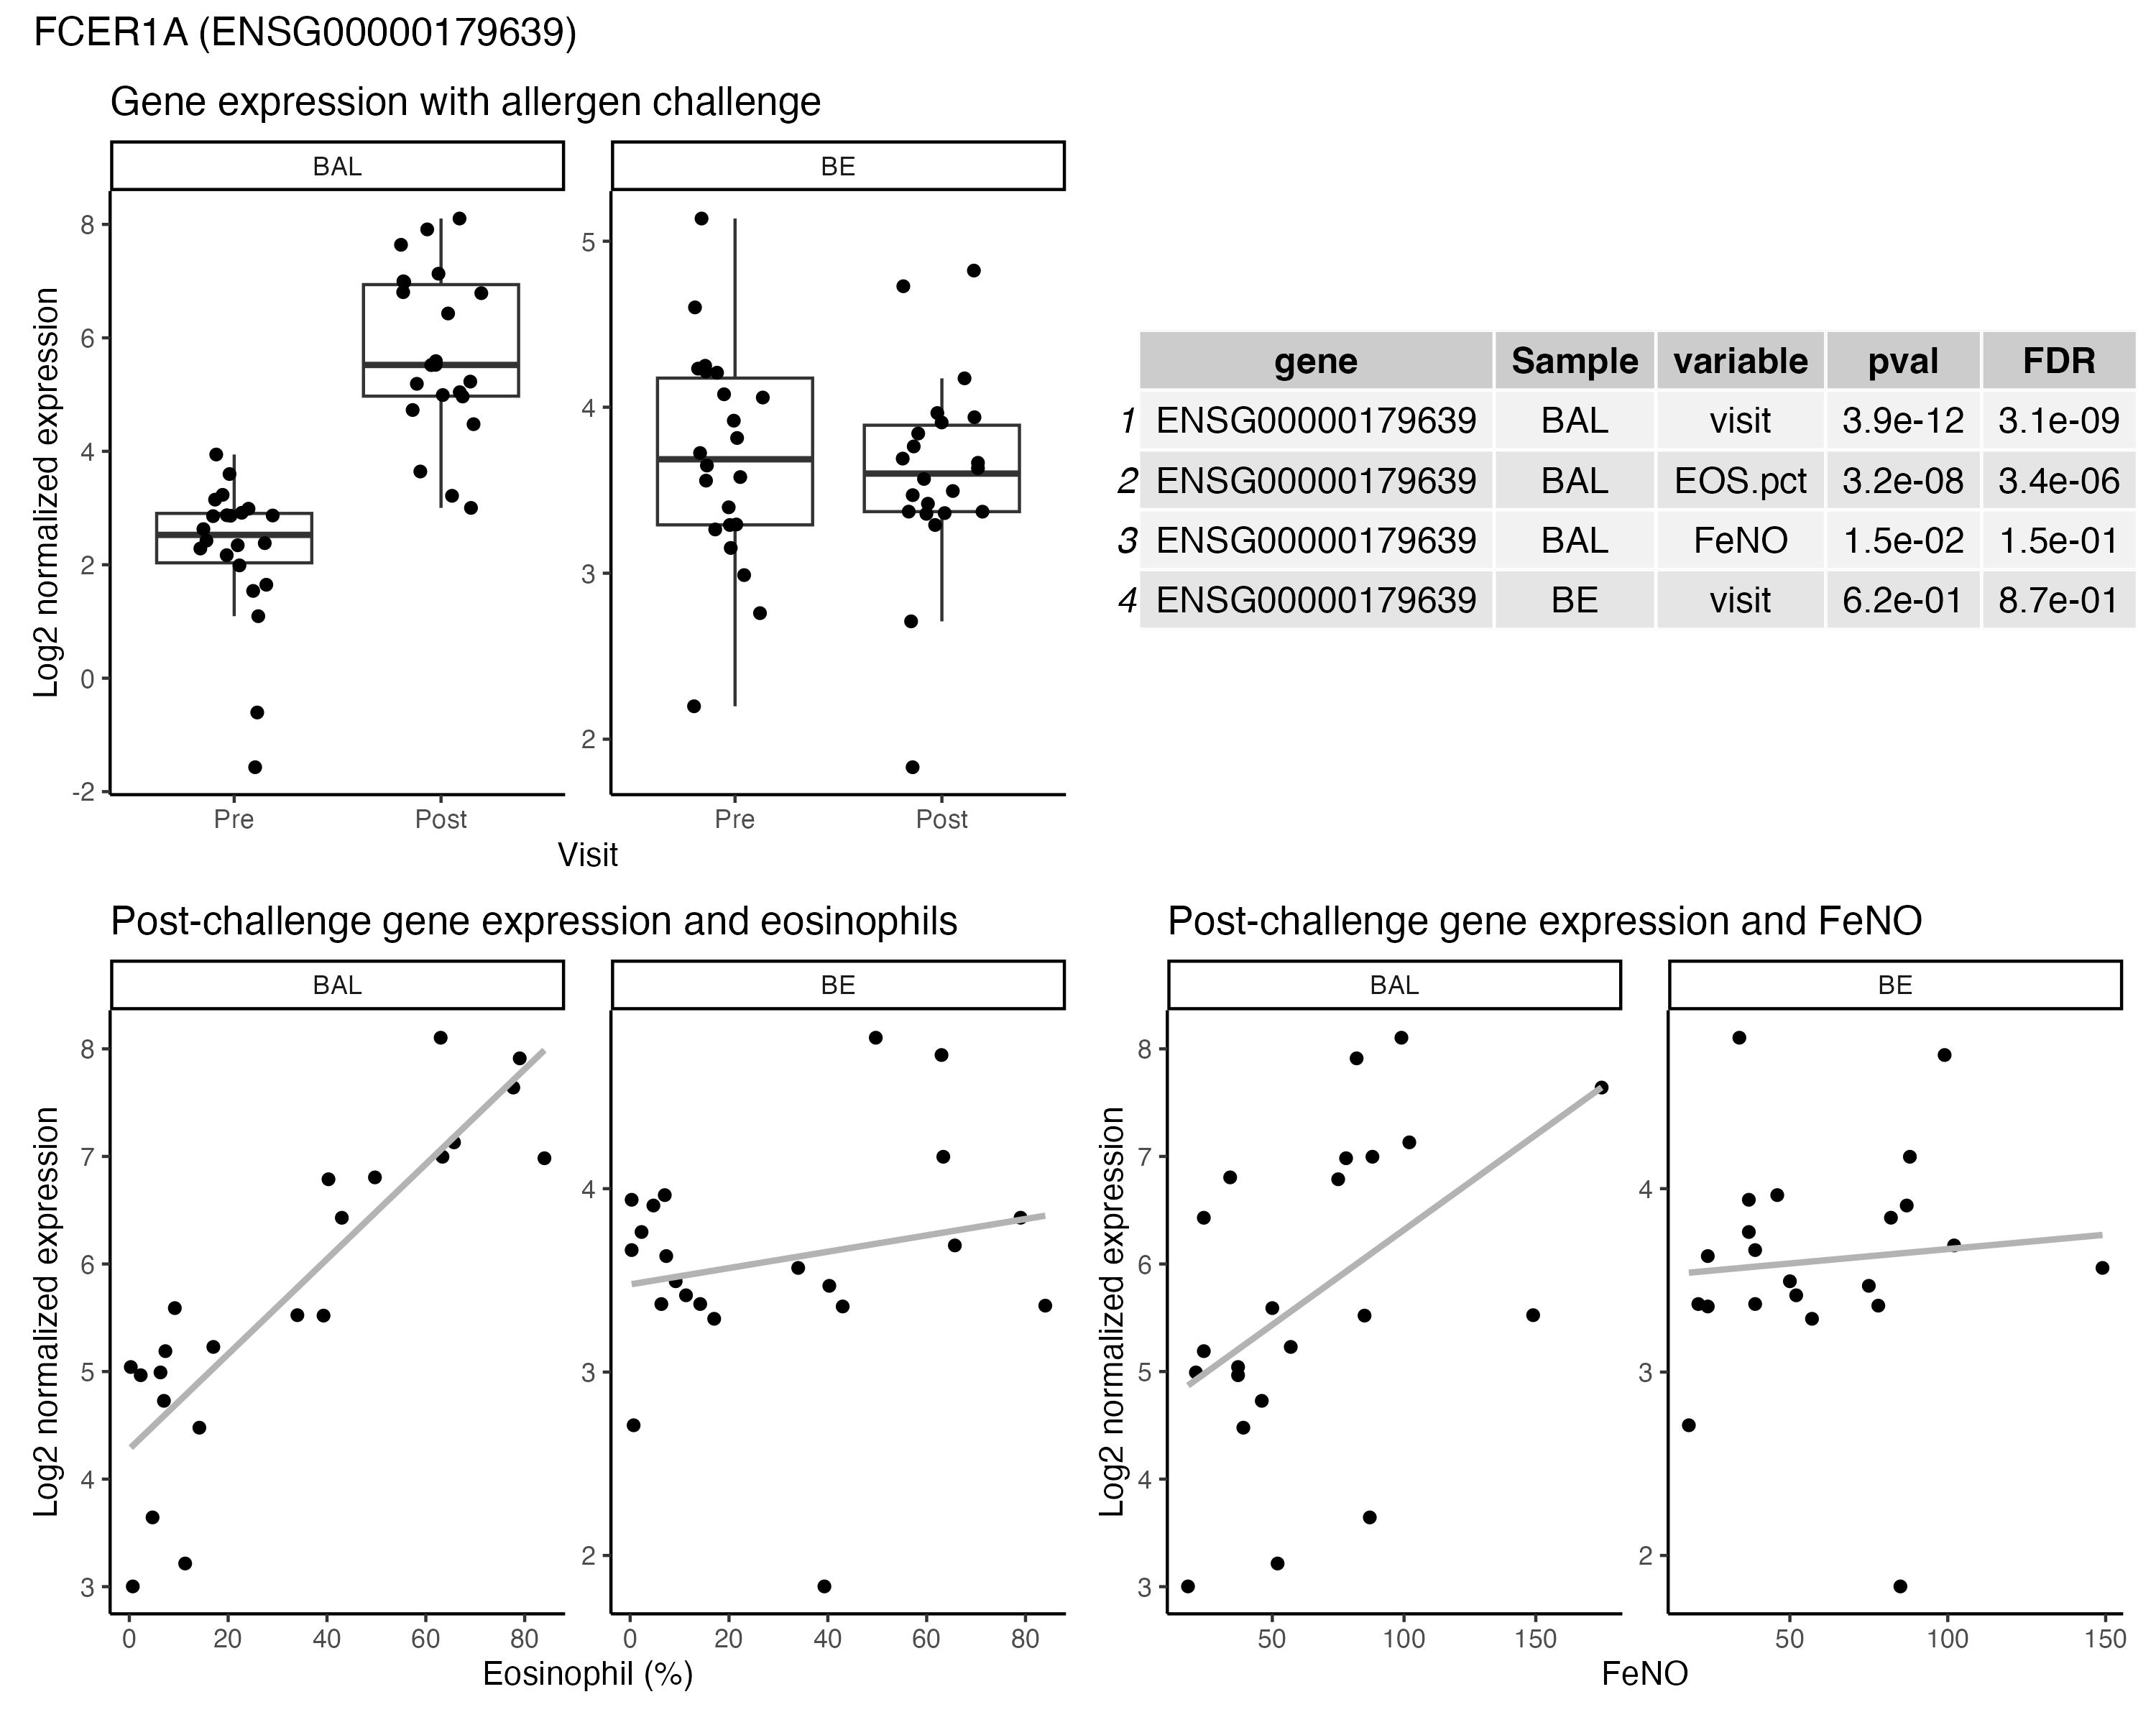 FCER1A (ENSG00000179639)
Gene expression with allergen challenge
BAL
BE
Log2 normalized expression
8
6
4
2
0
-2
5
4
3
2
Pre
Post
Pre
Post
Visit
gene Sample variable pval FDR
1 ENSG00000179639 BAL visit 3.9e-12 3.1e-09
2 ENSG00000179639 BAL EOS.pct 3.2e-08 3.4e-06
3 ENSG00000179639 BAL FeNO 1.5e-02 1.5e-01
4 ENSG00000179639 BE visit 6.2e-01 8.7e-01
Post-challenge gene expression and eosinophils
BAL
BE
Log2 normalized expression
8
7
6
5
4
3
4
3
2
0 20 40 60 80
0 20 40 60 80
Eosinophil (%)
Post-challenge gene expression and FeNO
BAL
BE
Log2 normalized expression
8
7
6
5
4
3
4
3
2
50 100 150
50 100 150
FeNO